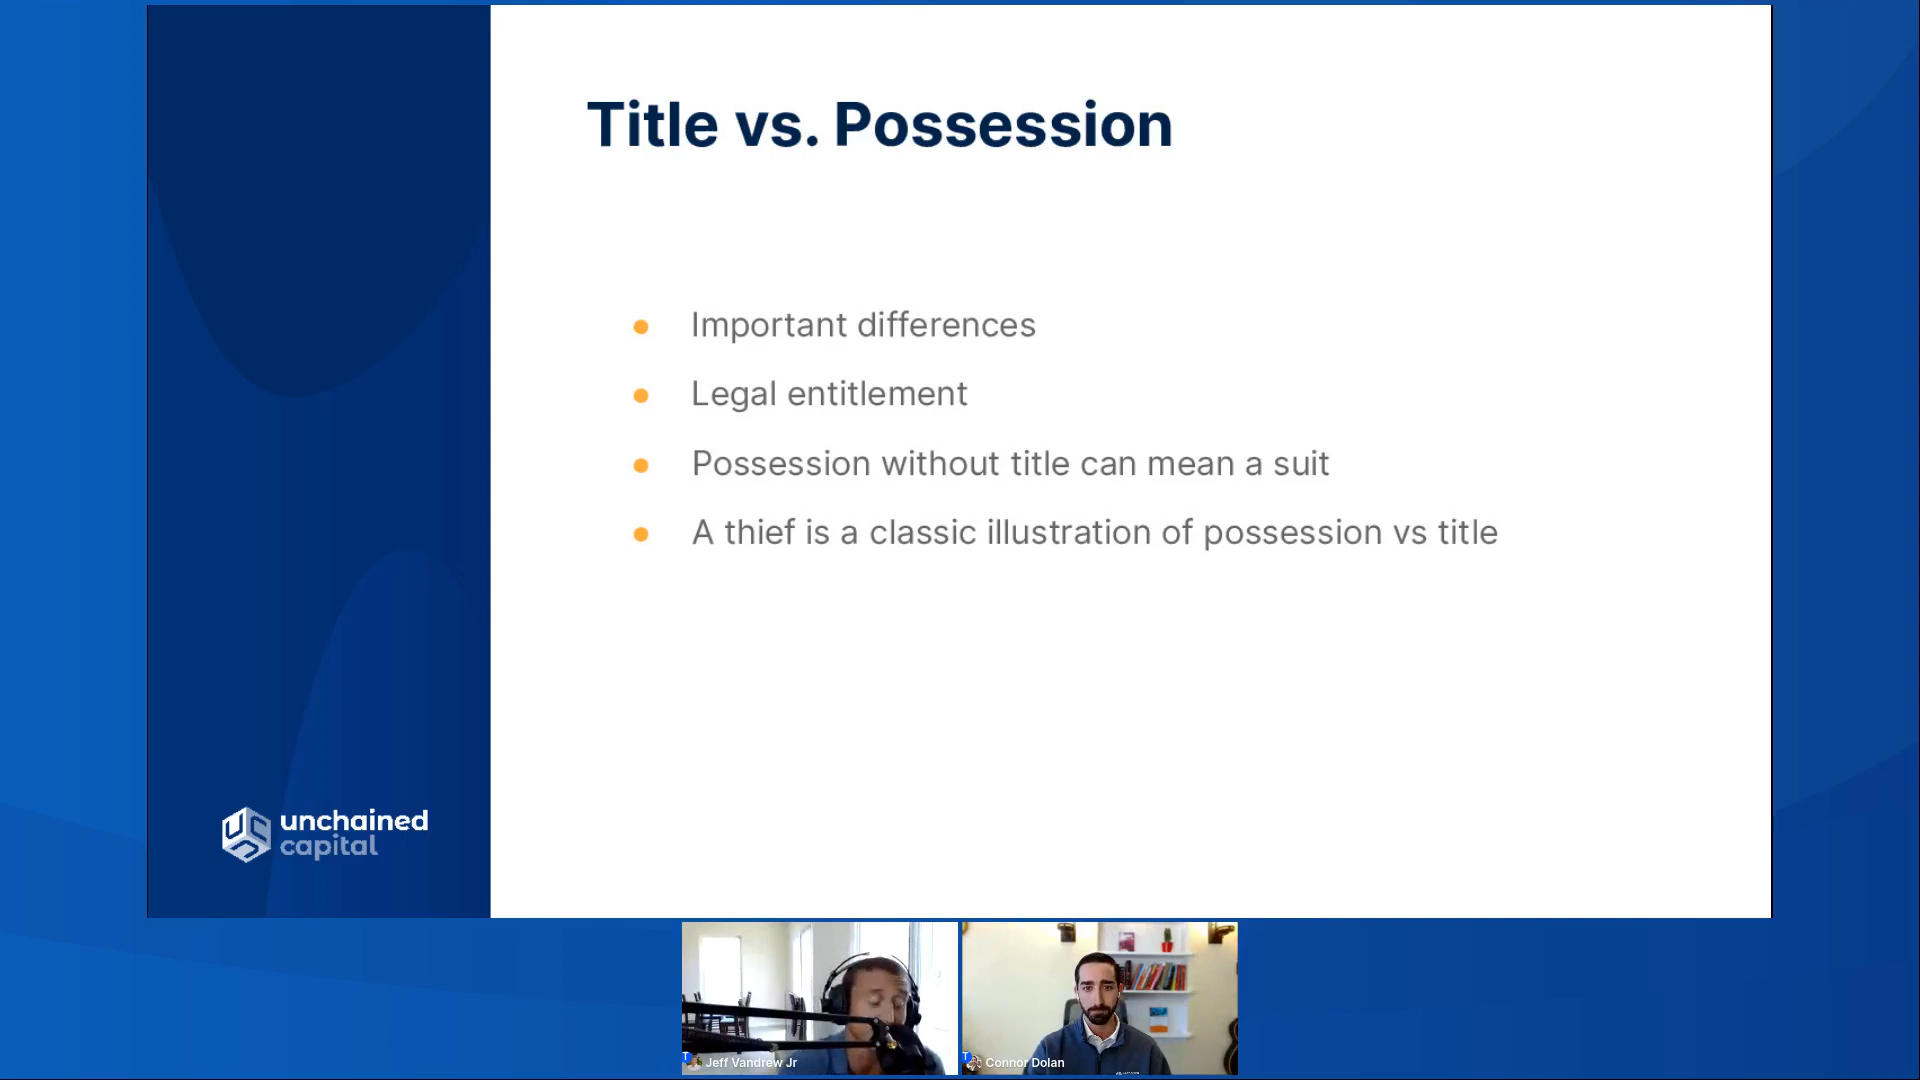 Title vs. Possession
Important differences
Legal entitlement
Possession without title can mean a suit
A thief is a classic illustration of possession vs title
unchained
capital
Jeff Vandrew Jr
Connor Dolan